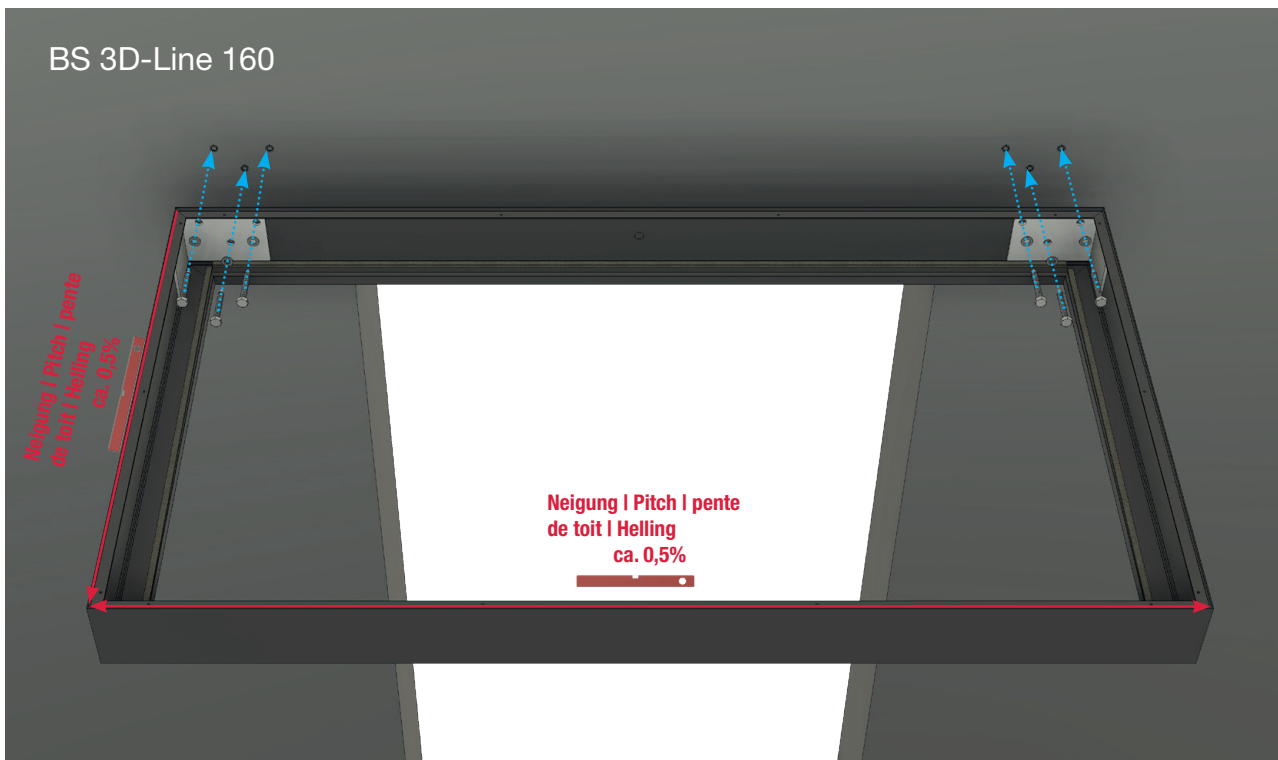 BS 3D-Line 160
Neigung I Pitch I pente
de toit I Helling
ca. 0,5%
Neigung I Pitch I pente
de toit I Helling
ca. 0,5%